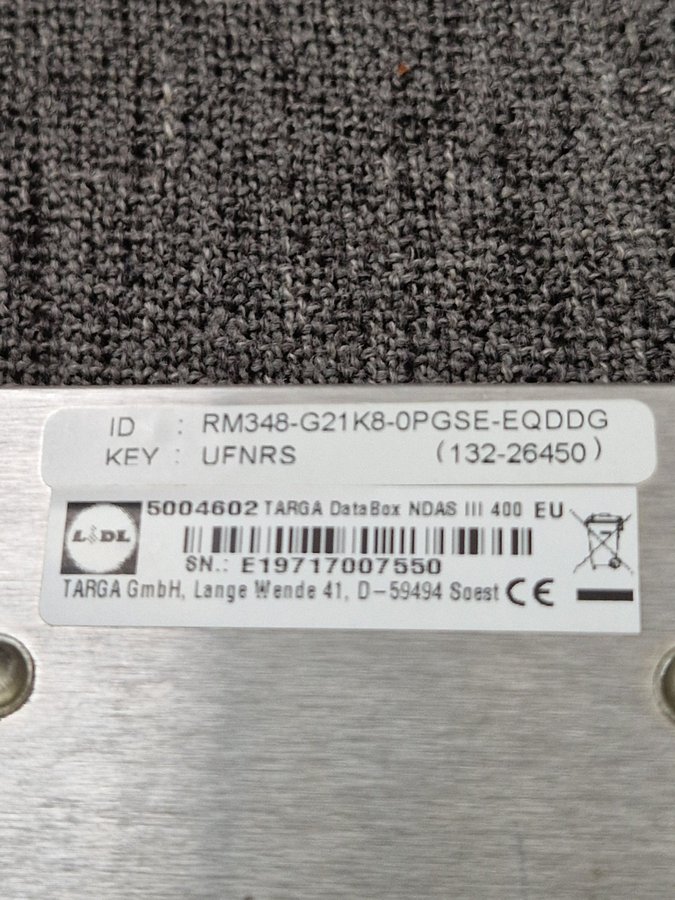 ID : RM348-G21K8-0PGSE-EQDDG
KEY : UFNRS (132-26450)
LIDL
5004602 TARGA DataBox NDAS III 400 EU
SN.: E19717007550
TARGA GmbH, Lange Wende 41, D-59494 Soest CE